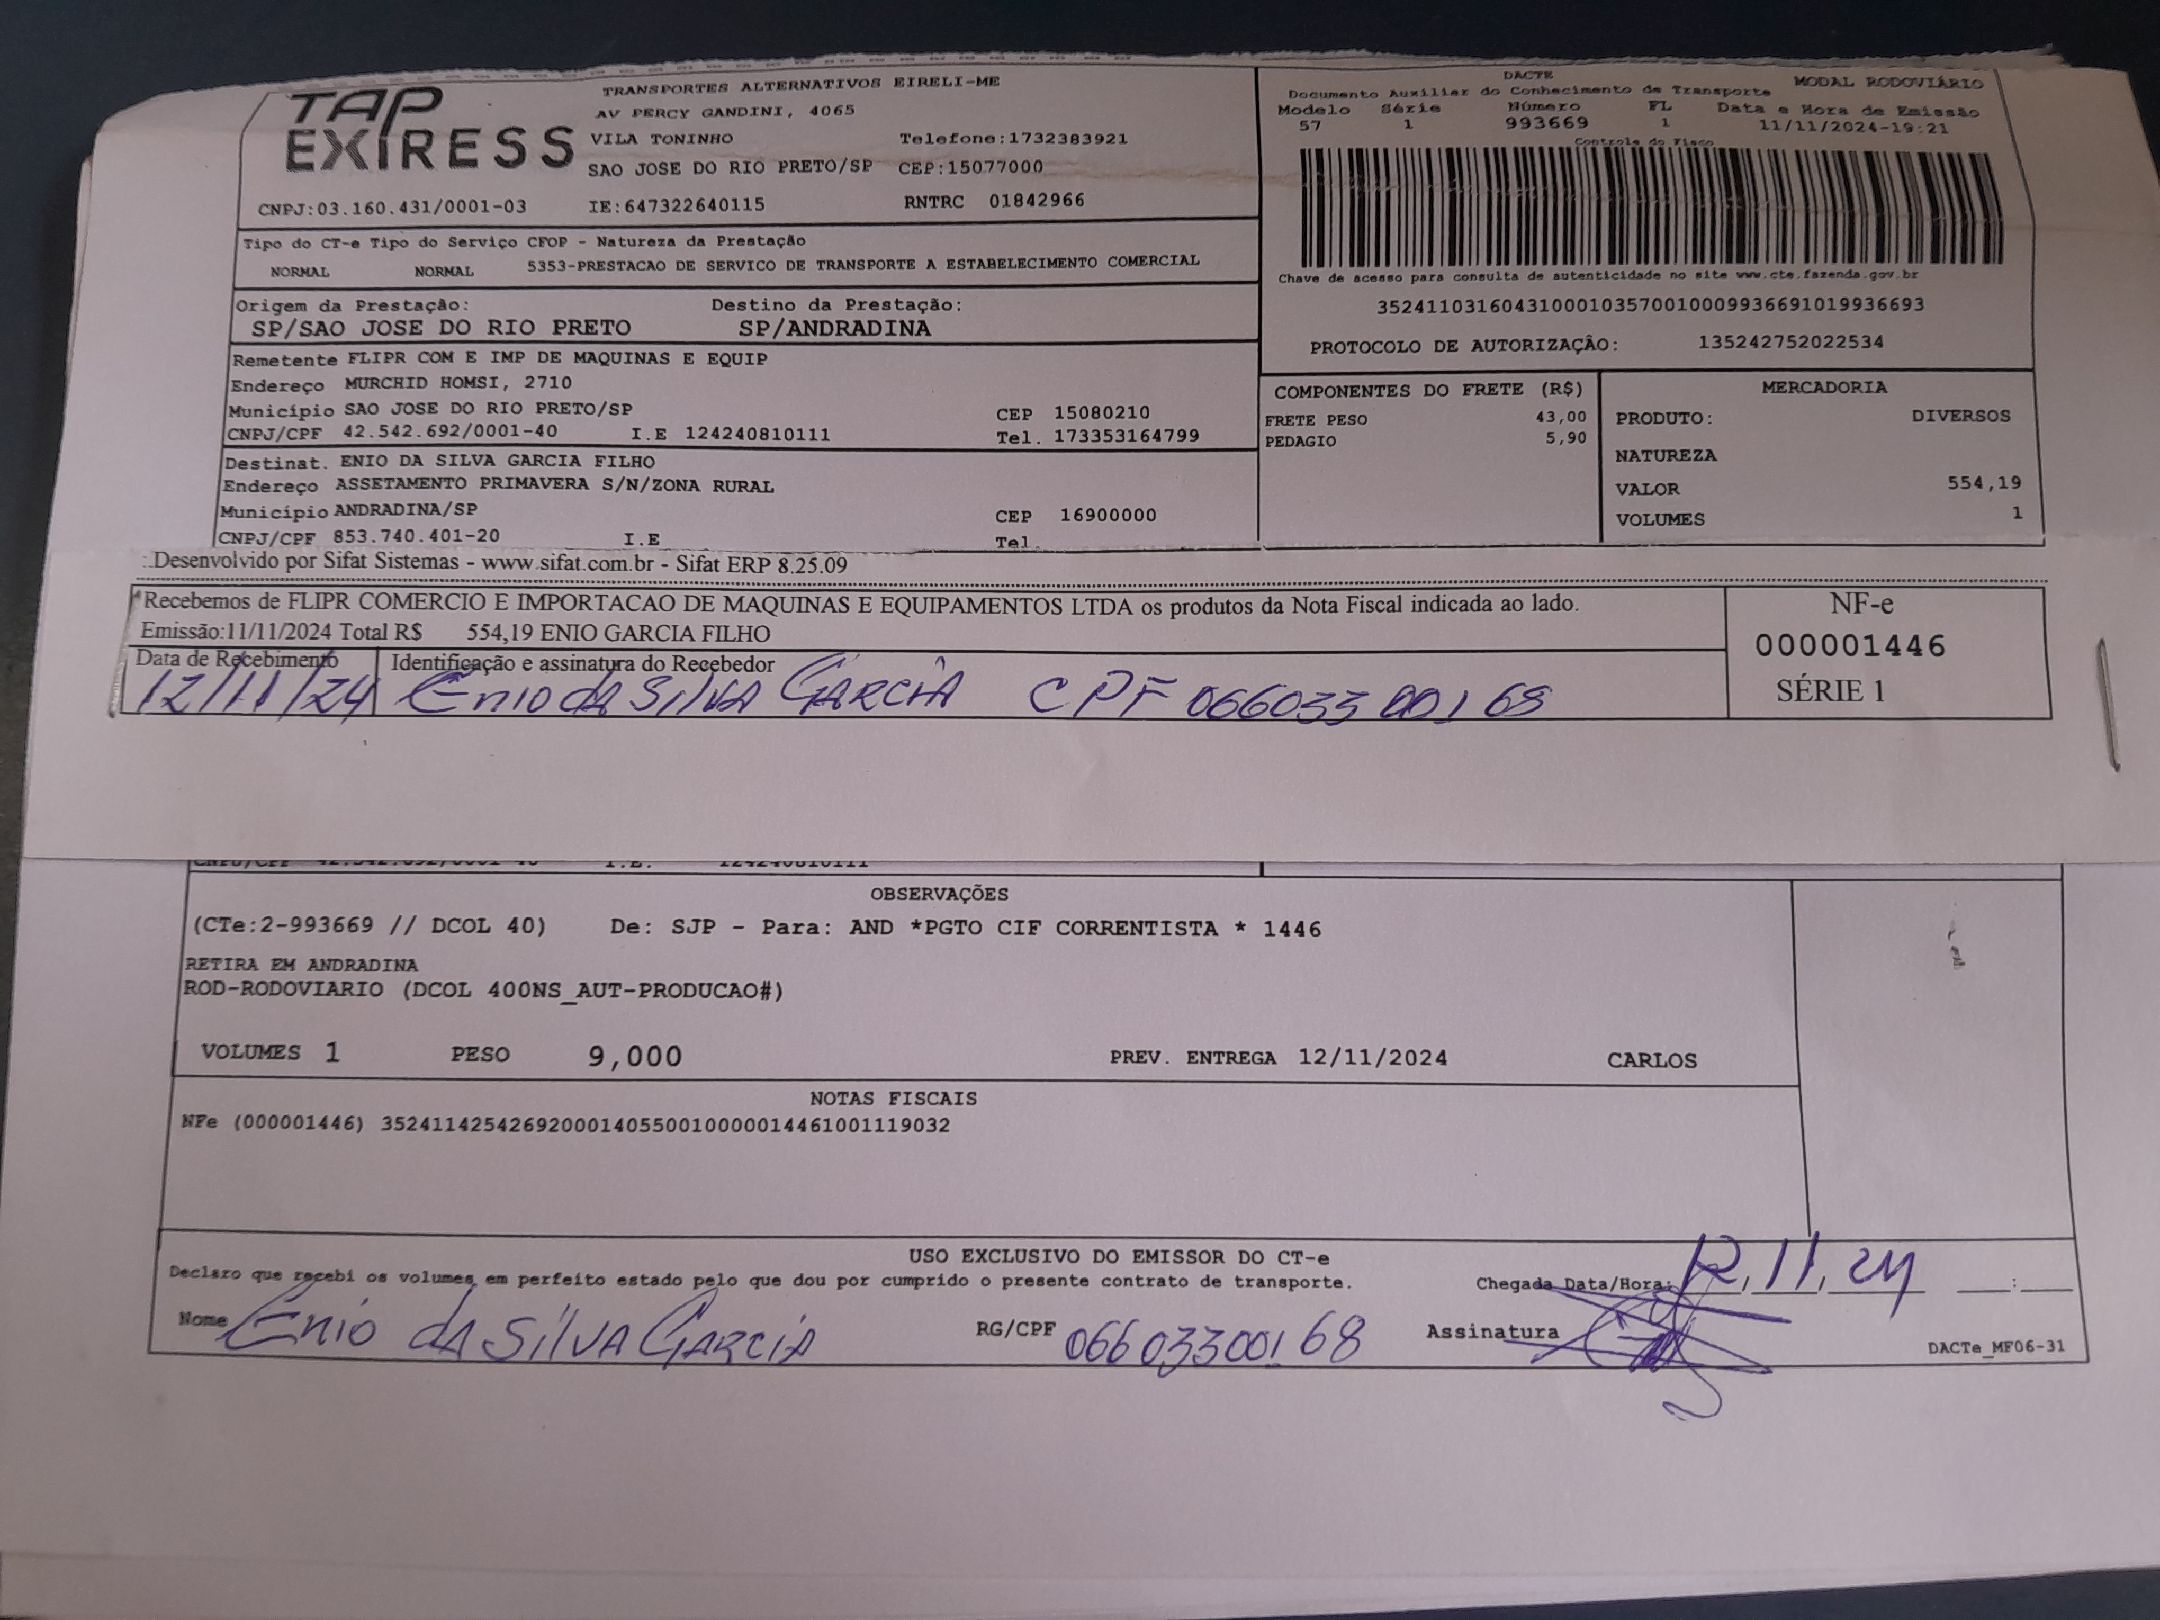 TAP EXPRESS
TRANSPORTES ALTERNATIVOS EIRELI-ME
AV PERCY GANDINI, 4065
VILA TONINHO Telefone:1732383921
SAO JOSE DO RIO PRETO/SP CEP:15077000
CNPJ:03.160.431/0001-03 IE:647322640115 RNTRC 01842966
DACTE MODAL RODOVIÁRIO
Documento Auxiliar do Conhecimento de Transporte
Modelo Série Número FL Data e Hora de Emissão
57 1 993669 1 11/11/2024-19:21
Controle do Fisco
Chave de acesso para consulta de autenticidade no site www.cte.fazenda.gov.br
35241103160431000103570010009936691019936693
PROTOCOLO DE AUTORIZAÇÃO: 135242752022534
Tipo do CT-e Tipo do Serviço CFOP - Natureza da Prestação
NORMAL NORMAL 5353-PRESTACAO DE SERVICO DE TRANSPORTE A ESTABELECIMENTO COMERCIAL
Origem da Prestação: Destino da Prestação:
SP/SAO JOSE DO RIO PRETO SP/ANDRADINA
Remetente FLIPR COM E IMP DE MAQUINAS E EQUIP
Endereço MURCHID HOMSI, 2710
Município SAO JOSE DO RIO PRETO/SP CEP 15080210
CNPJ/CPF 42.542.692/0001-40 I.E 124240810111 Tel. 173353164799
Destinat. ENIO DA SILVA GARCIA FILHO
Endereço ASSETAMENTO PRIMAVERA S/N/ZONA RURAL
Município ANDRADINA/SP CEP 16900000
CNPJ/CPF 853.740.401-20 I.E Tel.
COMPONENTES DO FRETE (R$)
FRETE PESO 43,00
PEDAGIO 5,90
MERCADORIA
PRODUTO: DIVERSOS
NATUREZA
VALOR 554,19
VOLUMES 1
Desenvolvido por Sifat Sistemas - www.sifat.com.br - Sifat ERP 8.25.09
Recebemos de FLIPR COMERCIO E IMPORTACAO DE MAQUINAS E EQUIPAMENTOS LTDA os produtos da Nota Fiscal indicada ao lado.
Emissão:11/11/2024 Total R$ 554,19 ENIO GARCIA FILHO
Data de Recebimento Identificação e assinatura do Recebedor
12/11/24 Enio da Silva Garcia CPF 06603300168
NF-e
000001446
SÉRIE 1
CNPJ/CPF 42.542.692/0001-40 I.E. 124240810111
OBSERVAÇÕES
(CTe:2-993669 // DCOL 40) De: SJP - Para: AND *PGTO CIF CORRENTISTA * 1446
RETIRA EM ANDRADINA
ROD-RODOVIARIO (DCOL 400NS_AUT-PRODUCAO#)
VOLUMES 1 PESO 9,000 PREV. ENTREGA 12/11/2024 CARLOS
NOTAS FISCAIS
NFe (000001446) 35241142542692000140550010000014461001119032
USO EXCLUSIVO DO EMISSOR DO CT-e
Declaro que recebi os volumes em perfeito estado pelo que dou por cumprido o presente contrato de transporte. Chegada Data/Hora: 12, 11, 24 :
Nome Enio da Silva Garcia RG/CPF 06603300168 Assinatura
DACTe_MF06-31